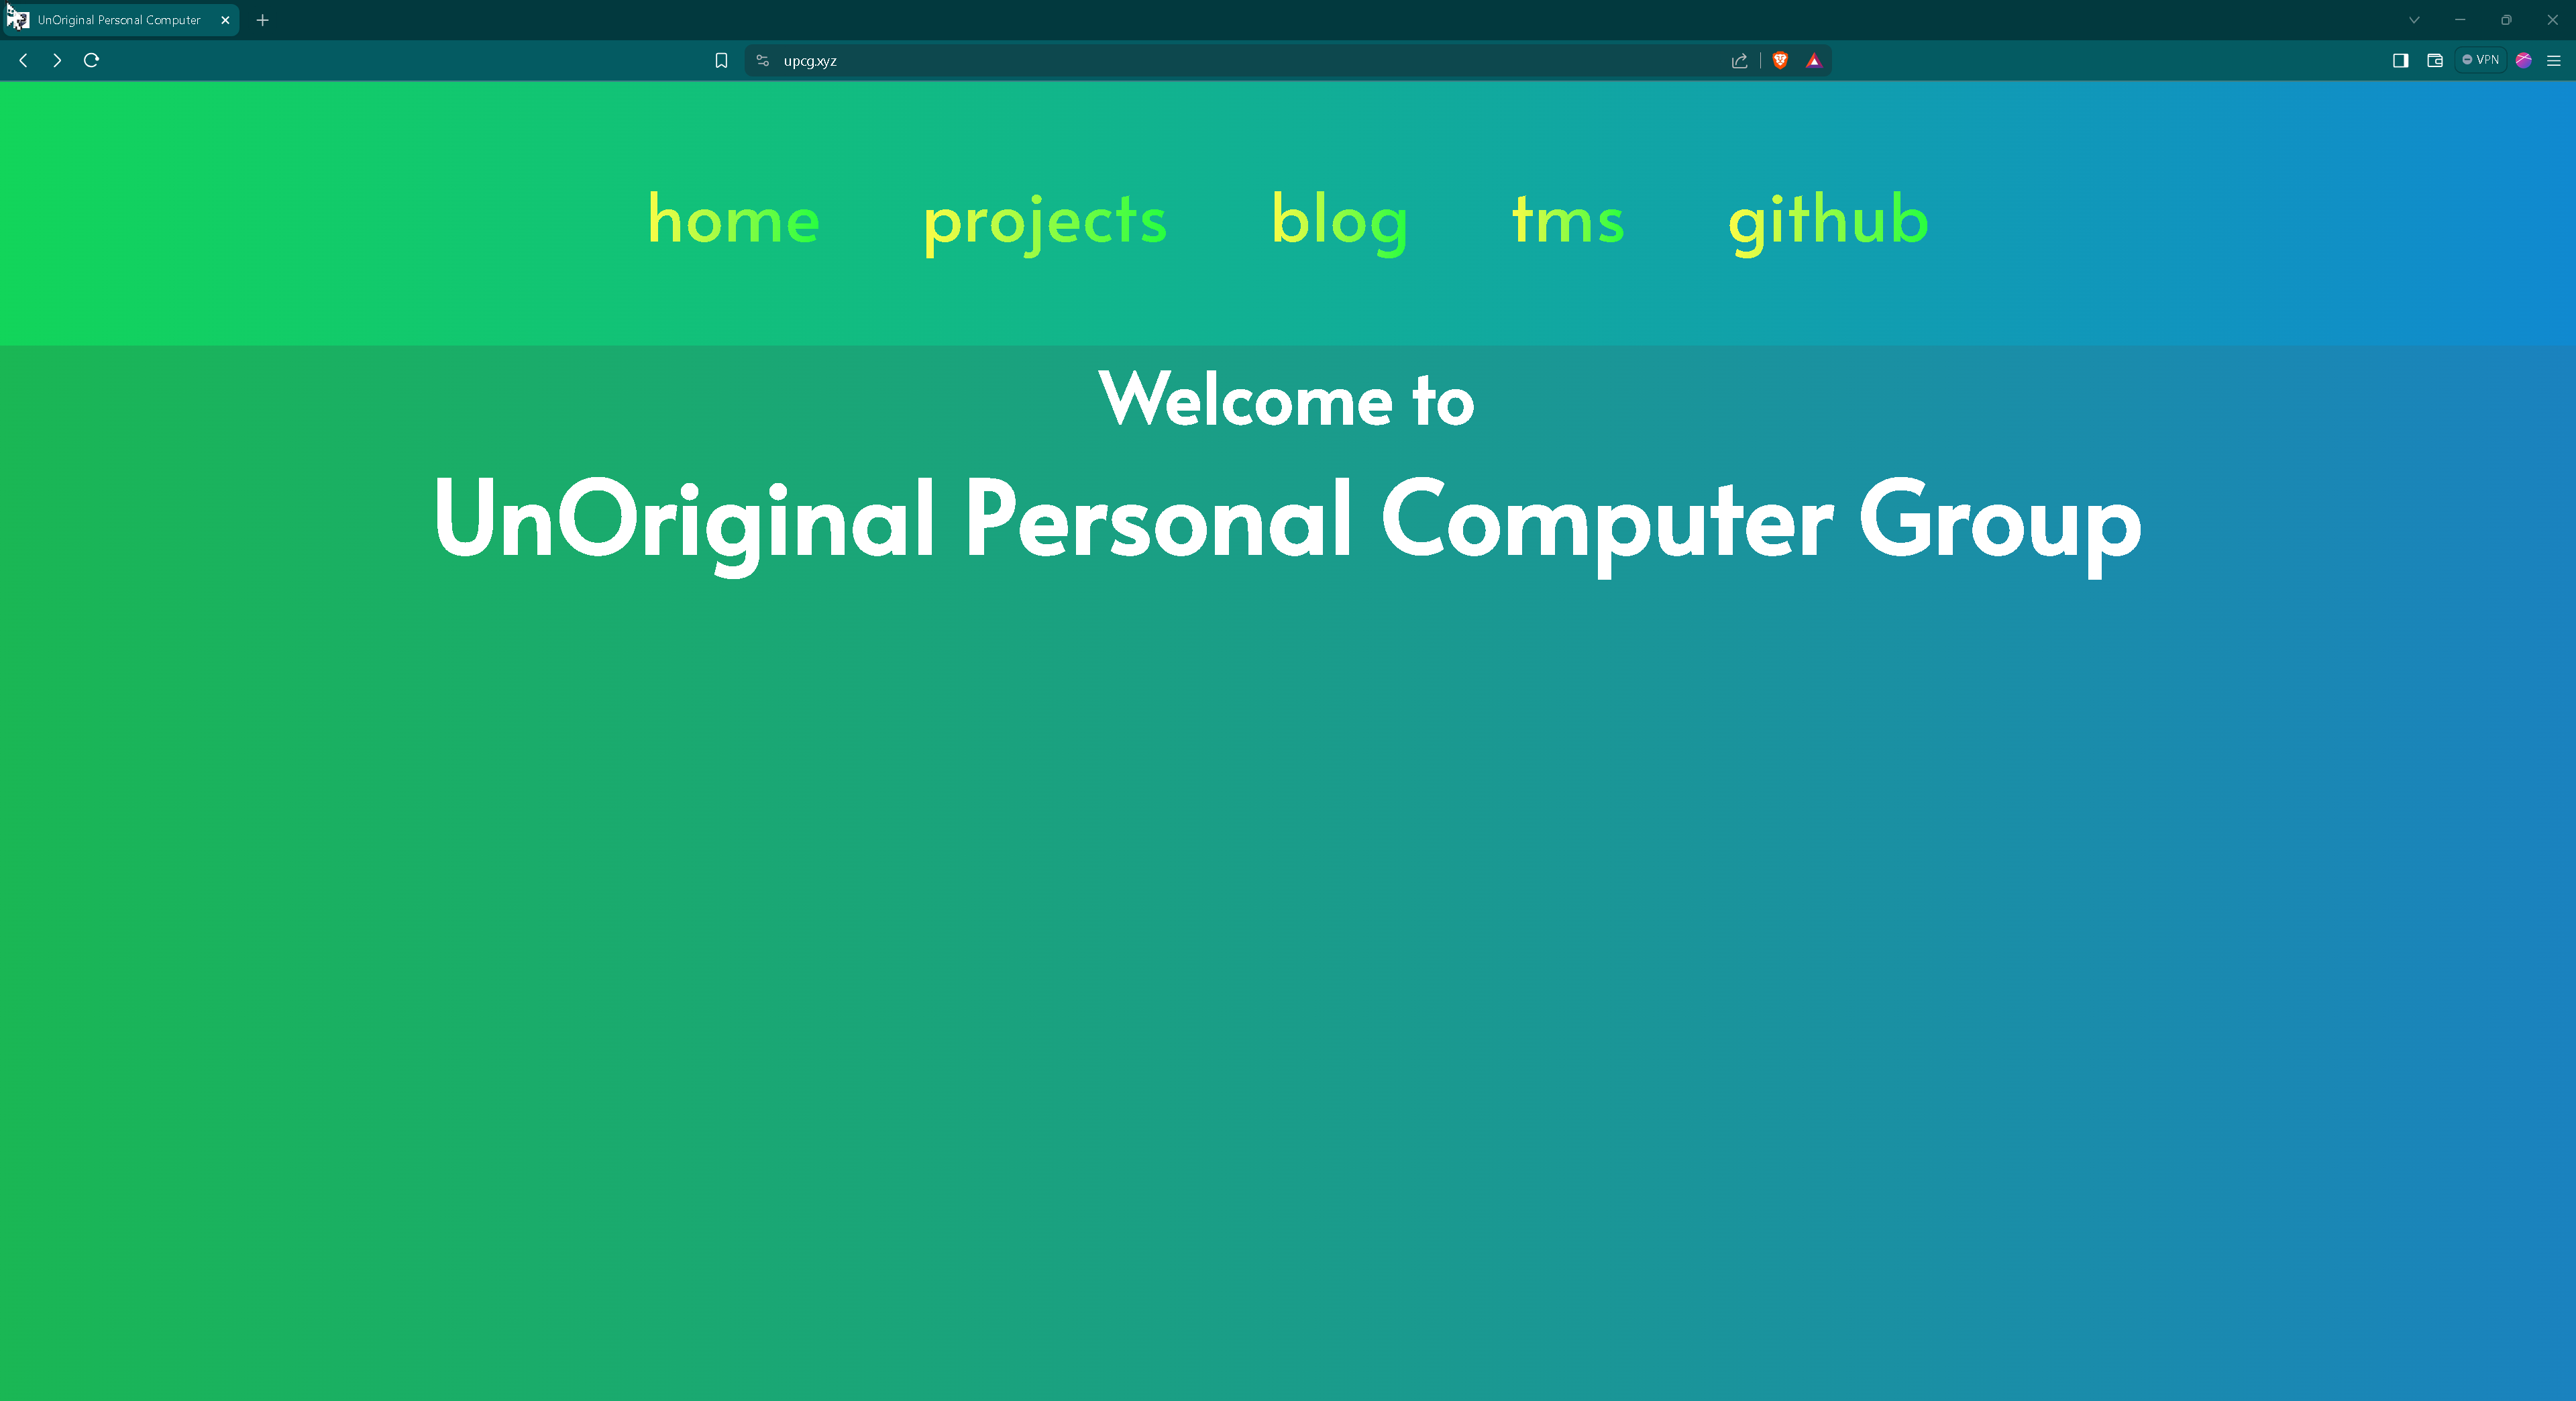 UnOriginal Personal Computer
upcg.xyz
VPN
home projects blog tms github
Welcome to
UnOriginal Personal Computer Group